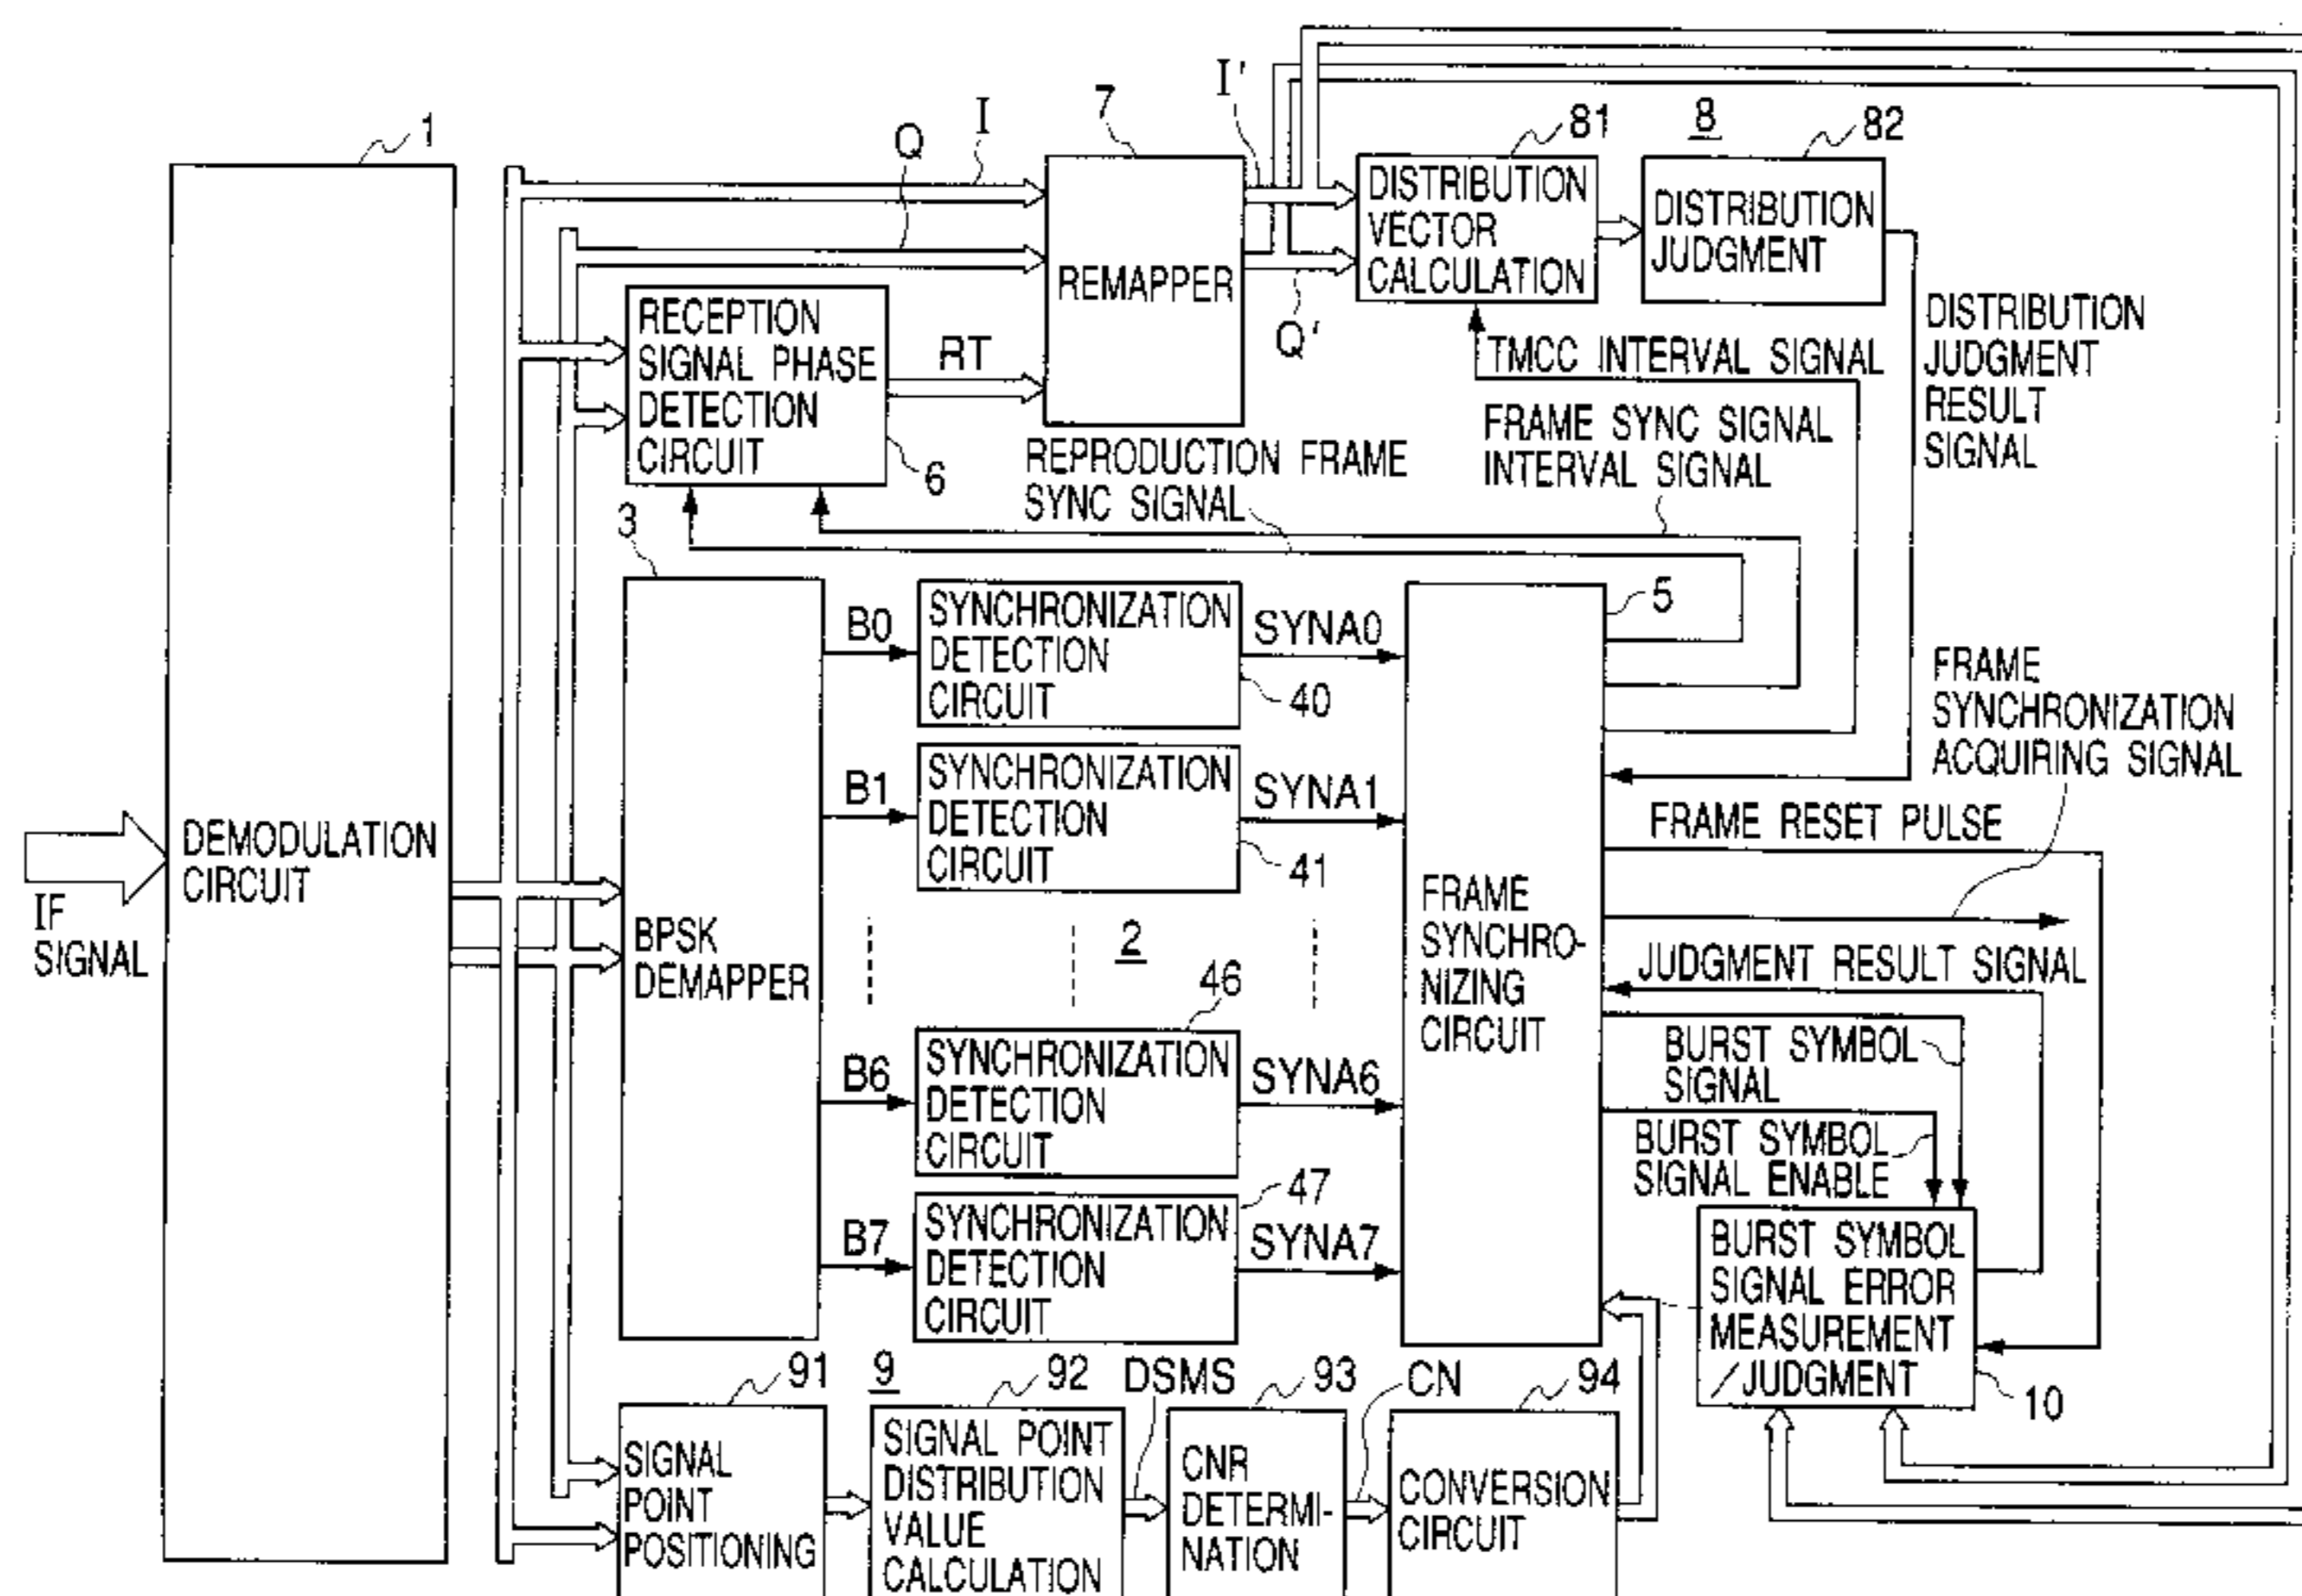 1
IF
SIGNAL
DEMODULATION
CIRCUIT
Q
I
7
REMAPPER
I'
Q'
81
DISTRIBUTION
VECTOR
CALCULATION
8
82
DISTRIBUTION
JUDGMENT
DISTRIBUTION
JUDGMENT
RESULT
SIGNAL
RECEPTION
SIGNAL PHASE
DETECTION
CIRCUIT
RT
6
TMCC INTERVAL SIGNAL
FRAME SYNC SIGNAL
INTERVAL SIGNAL
REPRODUCTION FRAME
SYNC SIGNAL
3
BPSK
DEMAPPER
B0
SYNCHRONIZATION
DETECTION
CIRCUIT
40
SYNA0
B1
SYNCHRONIZATION
DETECTION
CIRCUIT
41
SYNA1
2
46
B6
SYNCHRONIZATION
DETECTION
CIRCUIT
SYNA6
47
B7
SYNCHRONIZATION
DETECTION
CIRCUIT
SYNA7
5
FRAME
SYNCHRO-
NIZING
CIRCUIT
FRAME
SYNCHRONIZATION
ACQUIRING SIGNAL
FRAME RESET PULSE
JUDGMENT RESULT SIGNAL
BURST SYMBOL
SIGNAL
BURST SYMBOL
SIGNAL ENABLE
BURST SYMBOL
SIGNAL ERROR
MEASUREMENT
/JUDGMENT
10
91
SIGNAL
POINT
POSITIONING
9
92
SIGNAL POINT
DISTRIBUTION
VALUE
CALCULATION
DSMS
93
CNR
DETERMI-
NATION
CN
94
CONVERSION
CIRCUIT